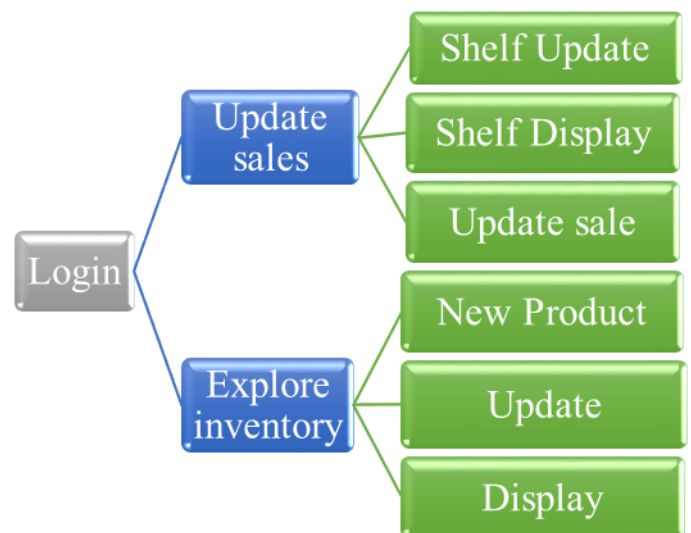 Login
Update
sales
Shelf Update
Shelf Display
Update sale
Explore
inventory
New Product
Update
Display